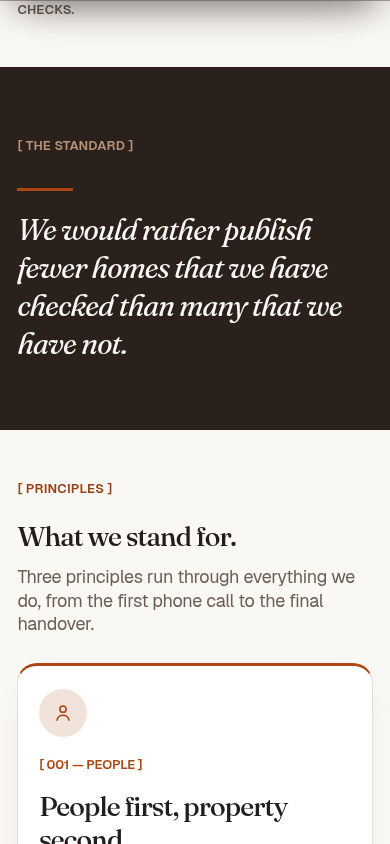 CHECKS.
[ THE STANDARD ]
We would rather publish
fewer homes that we have
checked than many that we
have not.
[ PRINCIPLES ]
What we stand for.
Three principles run through everything we
do, from the first phone call to the final
handover.
[ 001 — PEOPLE ]
People first, property
second